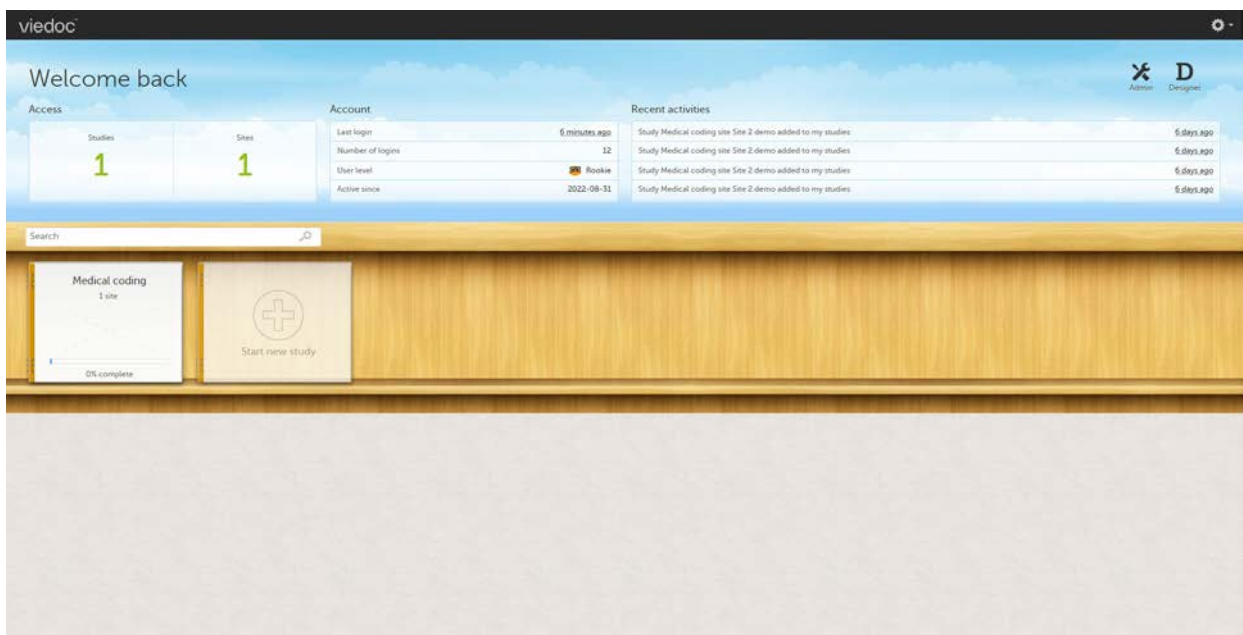 viedoc
Welcome back
Admin
Designer
Access
Studies
1
Sites
1
Account
Last login 6 minutes ago
Number of logins 12
User level Rookie
Active since 2022-08-31
Recent activities
Study Medical coding site Site 2 demo added to my studies 6 days ago
Study Medical coding site Site 2 demo added to my studies 6 days ago
Study Medical coding site Site 2 demo added to my studies 6 days ago
Study Medical coding site Site 2 demo added to my studies 6 days ago
Search
Medical coding
1 site
0% complete
Start new study